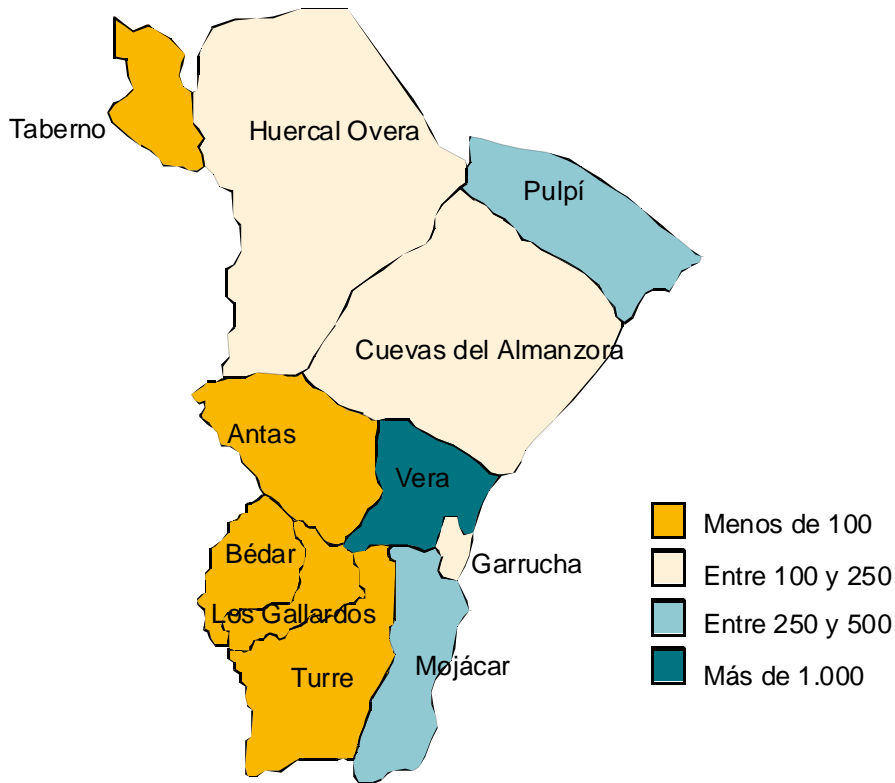 Taberno
Huercal Overa
Pulpí
Cuevas del Almanzora
Antas
Vera
Bédar
Garrucha
Los Gallardos
Turre
Mojácar
Menos de 100
Entre 100 y 250
Entre 250 y 500
Más de 1.000